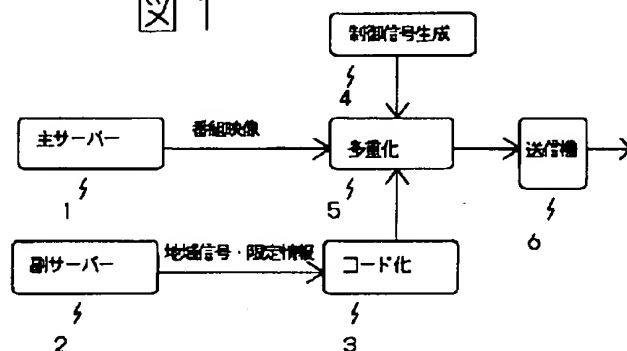 図1
制御信号生成
4
主サーバー
番組映像
多重化
送信機
1
5
6
副サーバー
地域信号・限定情報
コード化
2
3